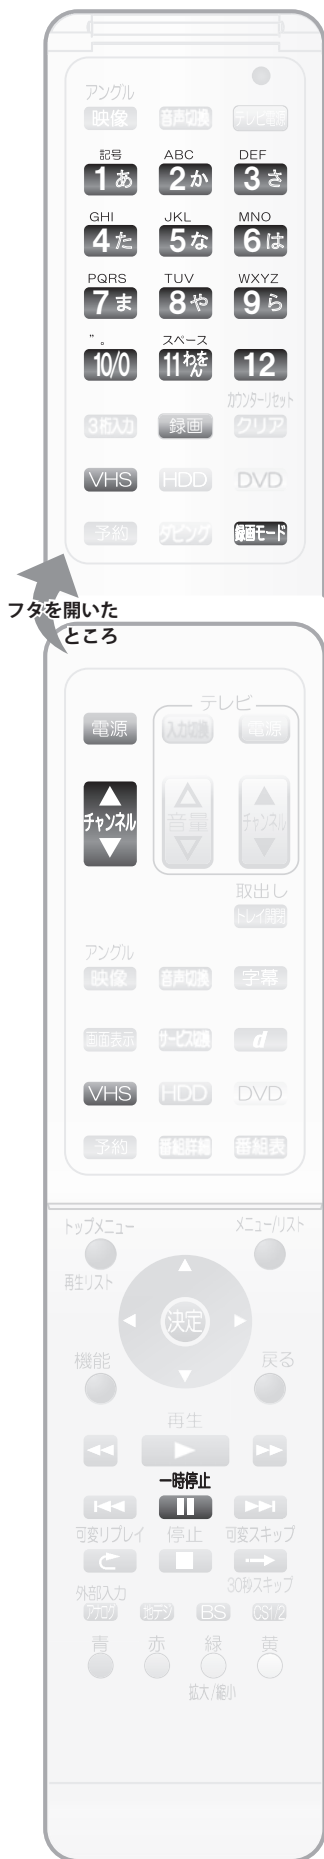 アングル
映像 音声切換 テレビ電源
記号 ABC DEF
1あ 2か 3さ
GHI JKL MNO
4た 5な 6は
PQRS TUV WXYZ
7ま 8や 9ら
"。 スペース
10/0 11わをん 12
カウンターリセット
3桁入力 録画 クリア
VHS HDD DVD
予約 ダビング 録画モード
フタを開いた
ところ
テレビ
電源 入力切換 電源
チャンネル 音量 チャンネル
取出し
トレイ開閉
アングル
映像 音声切換 字幕
画面表示 サービス切換 d
VHS HDD DVD
予約 番組詳細 番組表
トップメニュー メニュー/リスト
再生リスト
決定
機能 戻る
再生
一時停止
可変リプレイ 停止 可変スキップ
外部入力 30秒スキップ
アナログ 地デジ BS CS1/2
青 赤 緑 黄
拡大/縮小